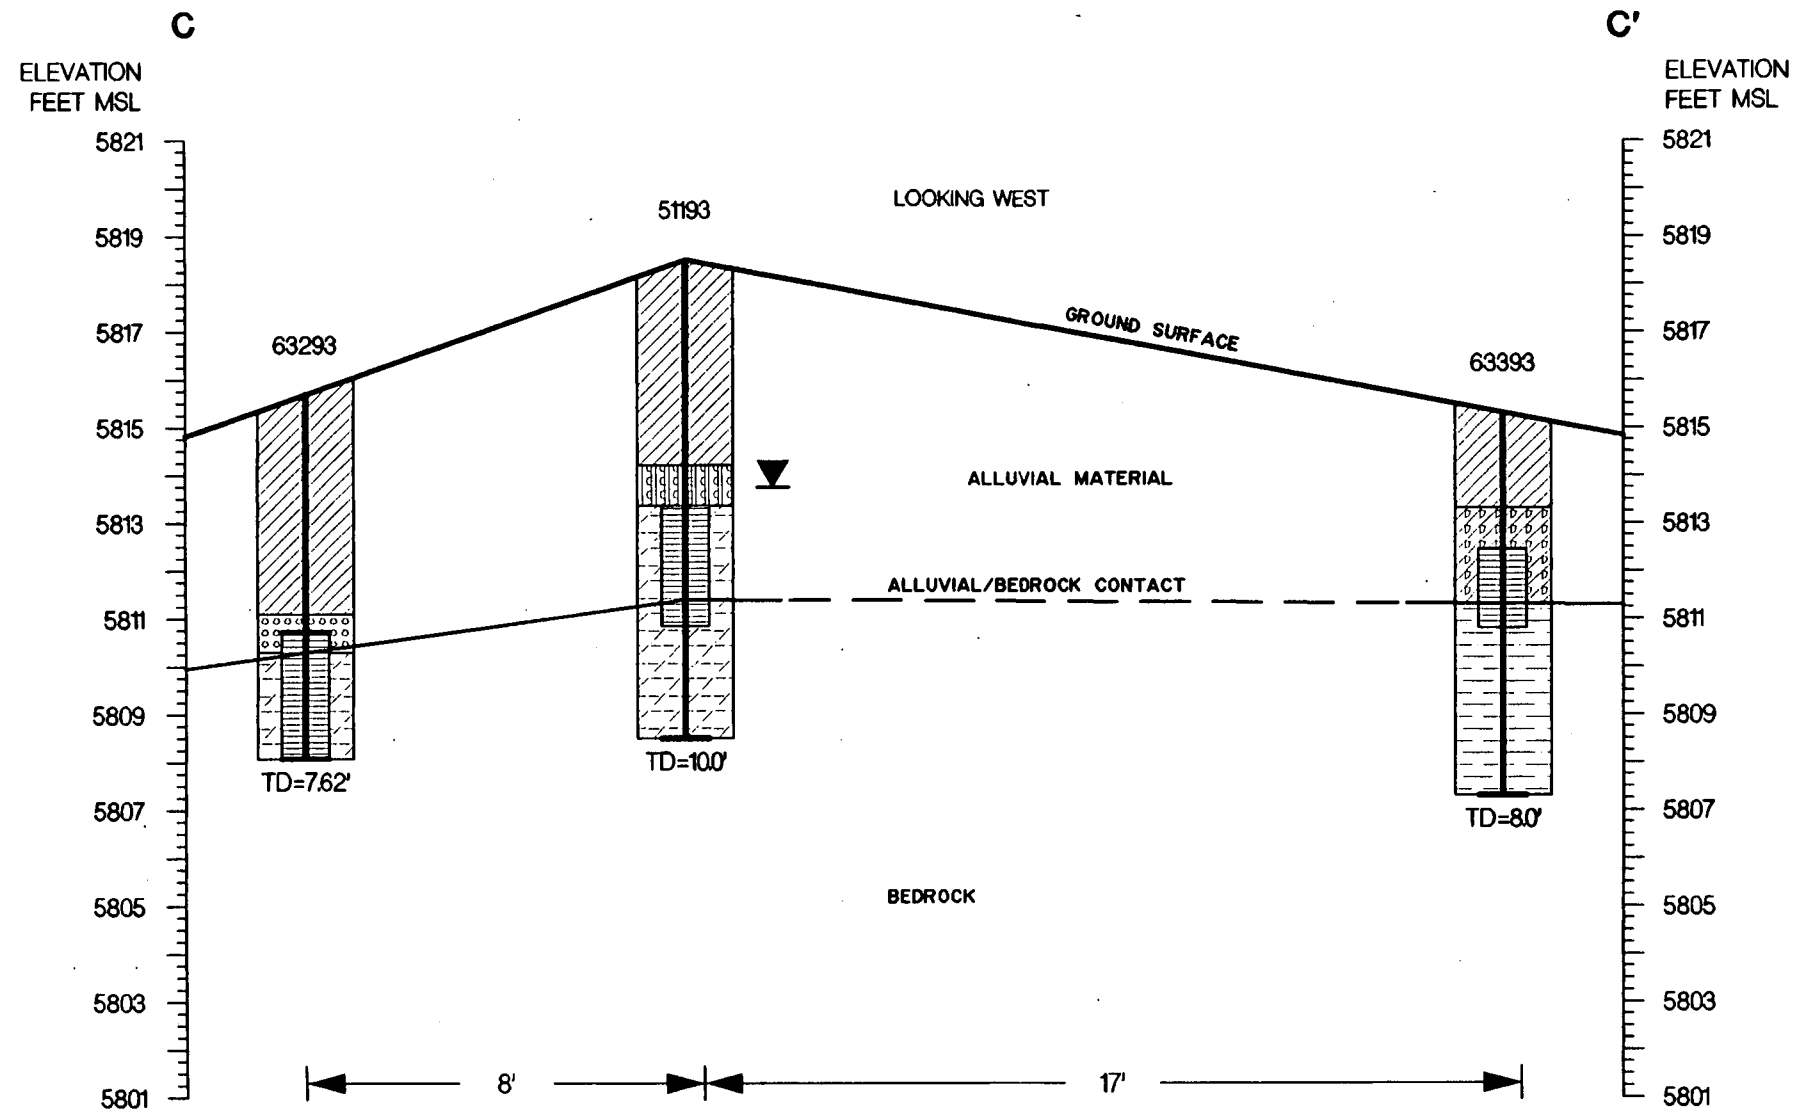 C
C'
ELEVATION
FEET MSL
ELEVATION
FEET MSL
5821
5821
LOOKING WEST
51193
5819
5819
GROUND SURFACE
5817
5817
63293
63393
5815
5815
ALLUVIAL MATERIAL
5813
5813
ALLUVIAL/BEDROCK CONTACT
5811
5811
5809
5809
TD=7.62'
TD=10.0'
TD=8.0'
5807
5807
BEDROCK
5805
5805
5803
5803
8'
17'
5801
5801